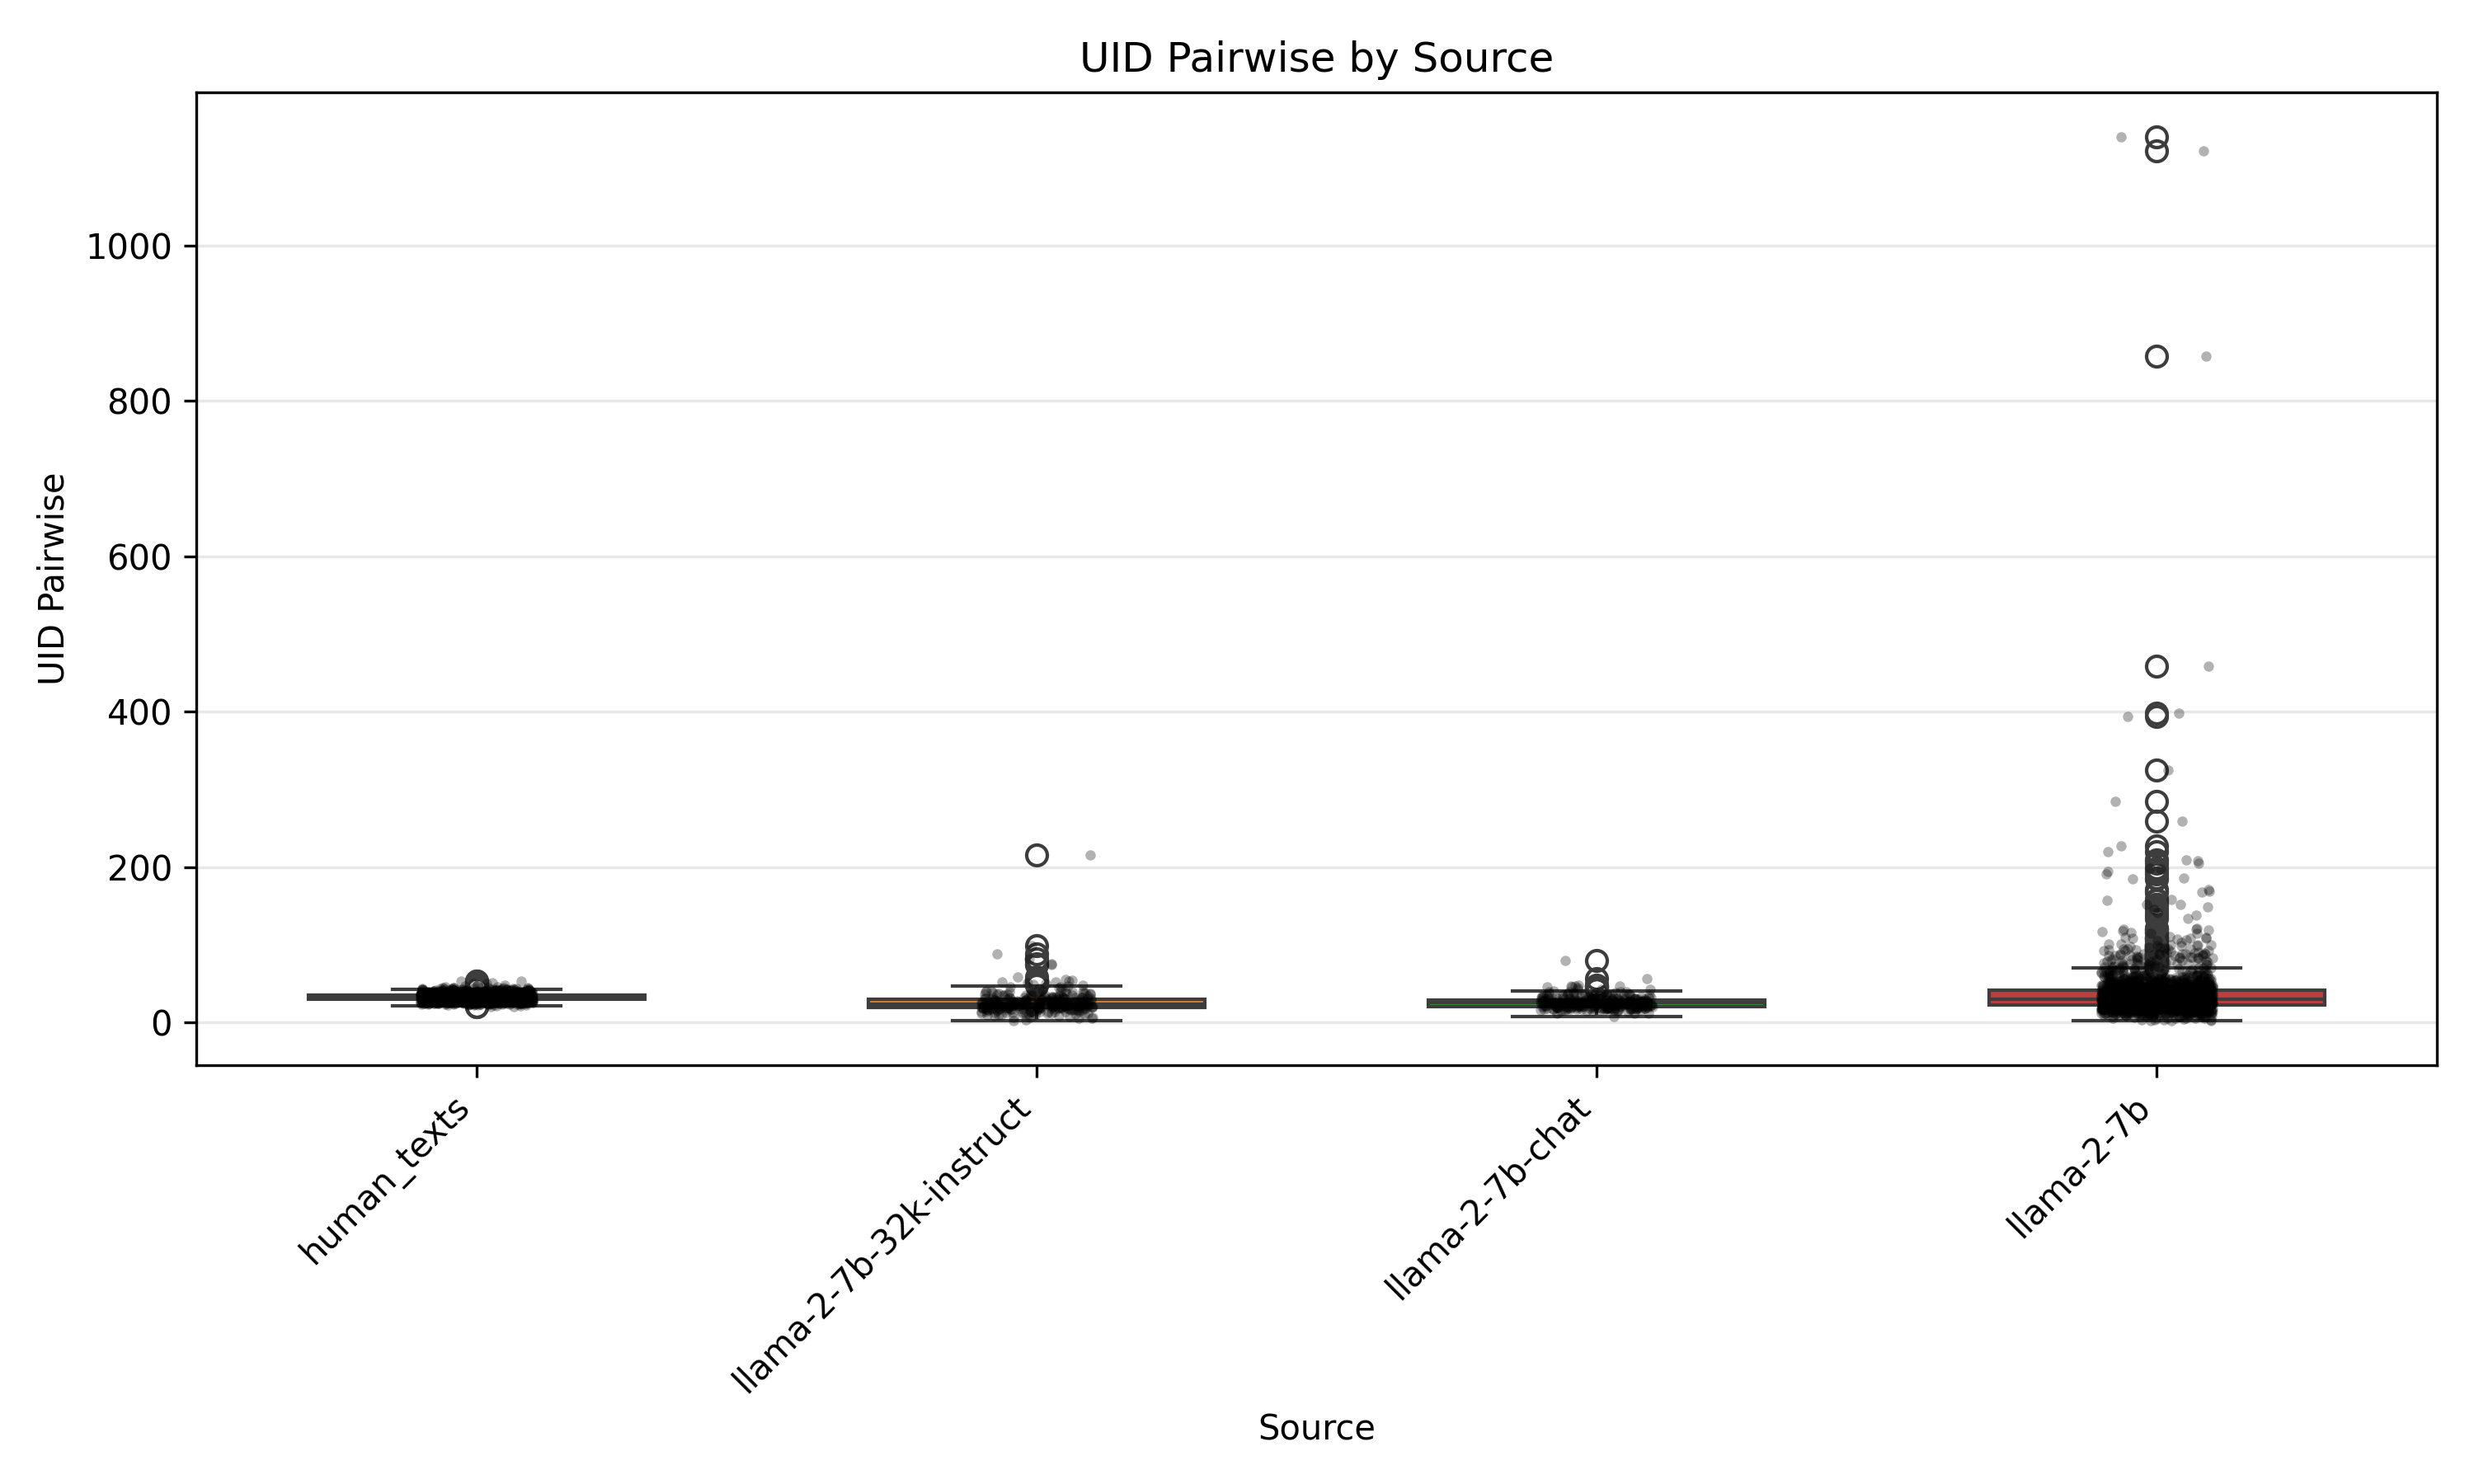 UID Pairwise by Source
UID Pairwise
1000
800
600
400
200
0
human_texts
llama-2-7b-32k-instruct
llama-2-7b-chat
llama-2-7b
Source